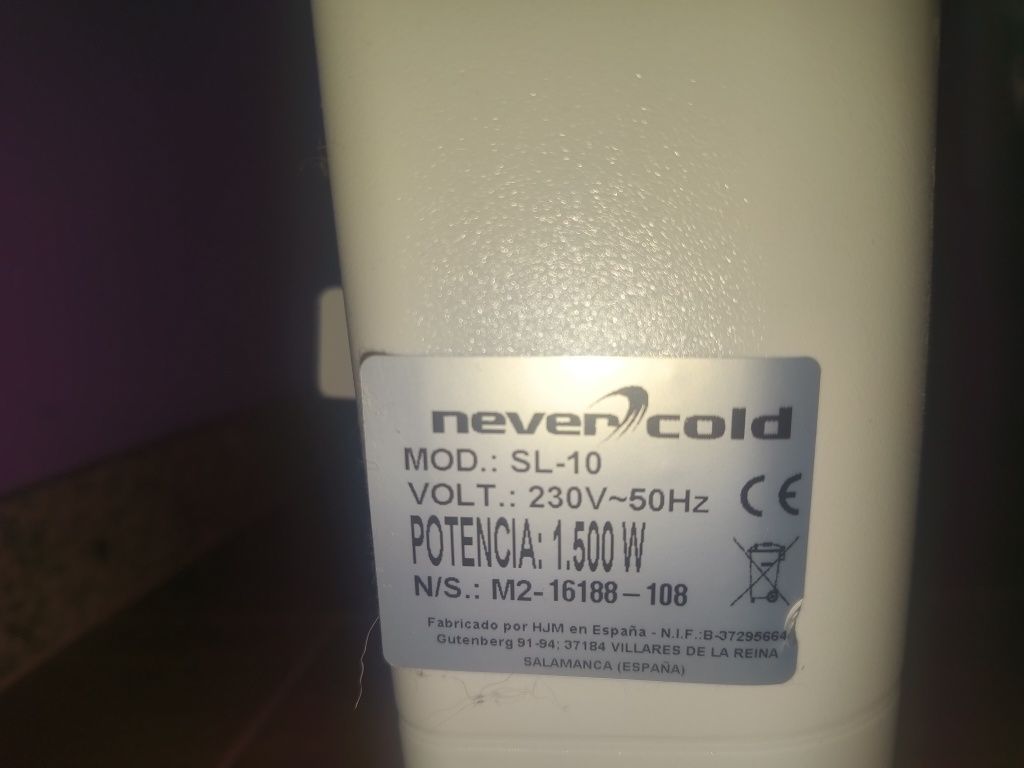 never cold
MOD.: SL-10
VOLT.: 230V~50Hz
CE
POTENCIA: 1.500 W
N/S.: M2-16188-108
Fabricado por HJM en España - N.I.F.:B-37295664
Gutenberg 91-94; 37184 VILLARES DE LA REINA
SALAMANCA (ESPAÑA)